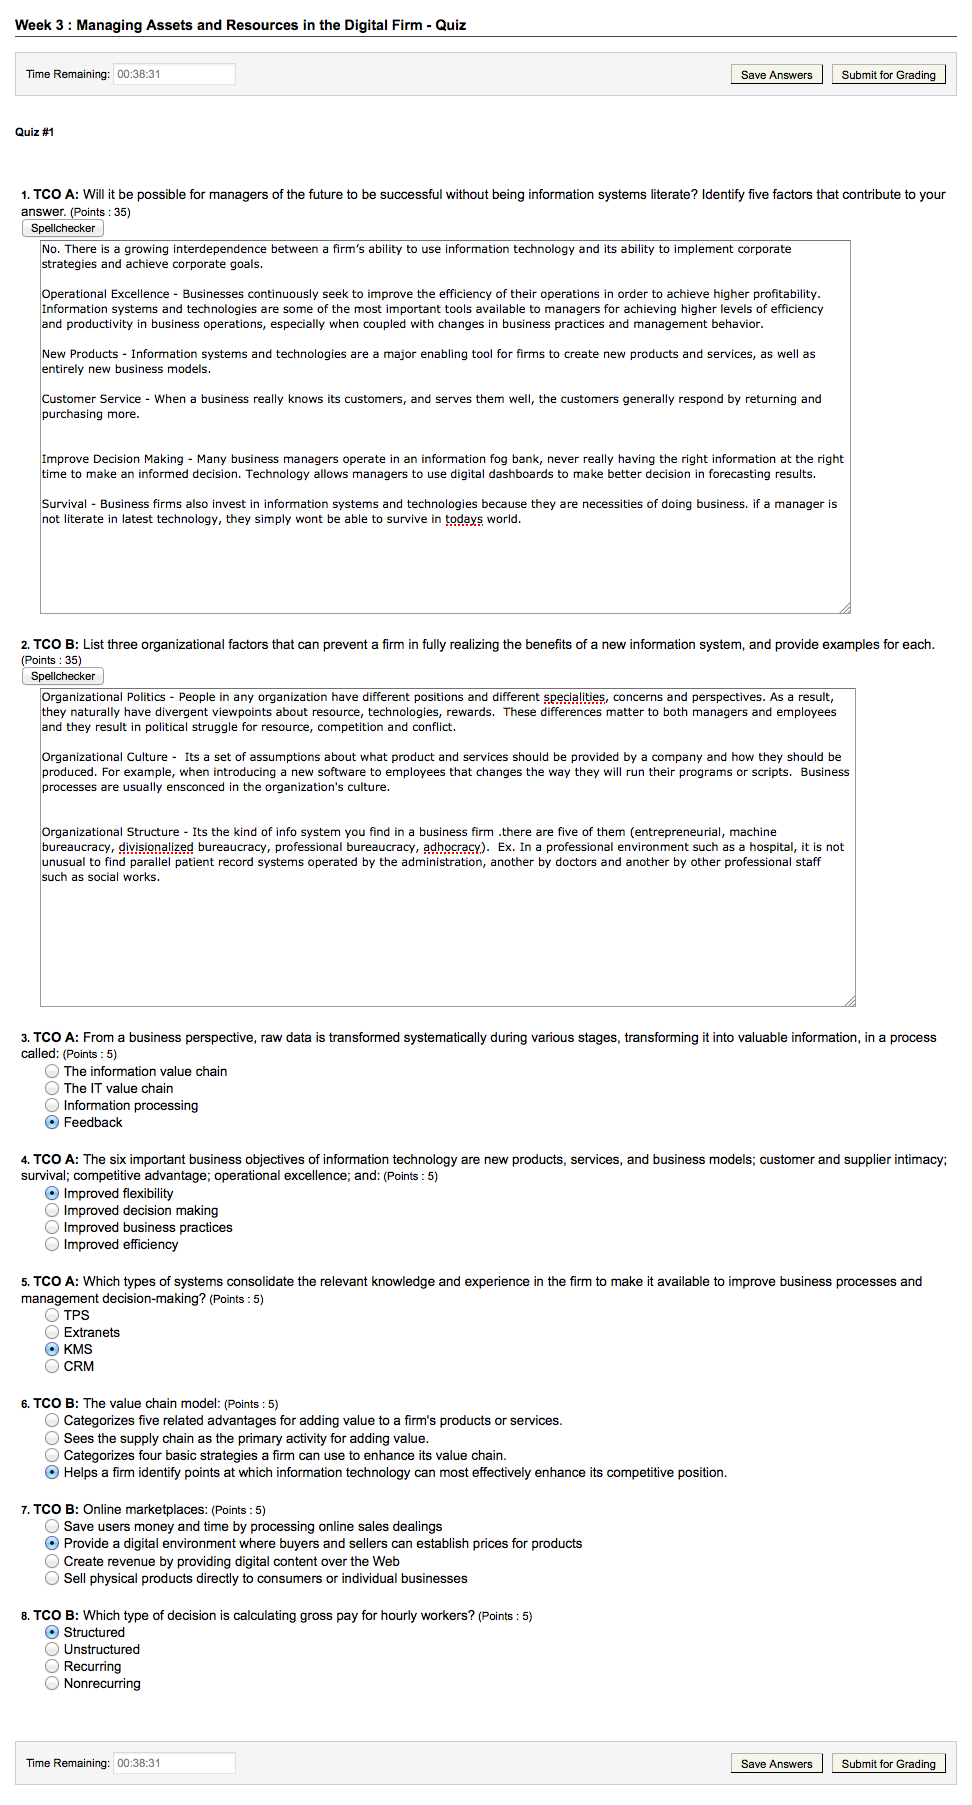 Week 3 : Managing Assets and Resources in the Digital Firm - Quiz
Time Remaining: 00:38:31 Save Answers Submit for Grading
Quiz #1
1. TCO A: Will it be possible for managers of the future to be successful without being information systems literate? Identify five factors that contribute to your
answer. (Points : 35)
Spellchecker
No. There is a growing interdependence between a firm's ability to use information technology and its ability to implement corporate
strategies and achieve corporate goals.
Operational Excellence - Businesses continuously seek to improve the efficiency of their operations in order to achieve higher profitability.
Information systems and technologies are some of the most important tools available to managers for achieving higher levels of efficiency
and productivity in business operations, especially when coupled with changes in business practices and management behavior.
New Products - Information systems and technologies are a major enabling tool for firms to create new products and services, as well as
entirely new business models.
Customer Service - When a business really knows its customers, and serves them well, the customers generally respond by returning and
purchasing more.
Improve Decision Making - Many business managers operate in an information fog bank, never really having the right information at the right
time to make an informed decision. Technology allows managers to use digital dashboards to make better decision in forecasting results.
Survival - Business firms also invest in information systems and technologies because they are necessities of doing business. if a manager is
not literate in latest technology, they simply wont be able to survive in todays world.
2. TCO B: List three organizational factors that can prevent a firm in fully realizing the benefits of a new information system, and provide examples for each.
(Points : 35)
Spellchecker
Organizational Politics - People in any organization have different positions and different specialities, concerns and perspectives. As a result,
they naturally have divergent viewpoints about resource, technologies, rewards.  These differences matter to both managers and employees
and they result in political struggle for resource, competition and conflict.
Organizational Culture -  Its a set of assumptions about what product and services should be provided by a company and how they should be
produced. For example, when introducing a new software to employees that changes the way they will run their programs or scripts.  Business
processes are usually ensconced in the organization's culture.
Organizational Structure - Its the kind of info system you find in a business firm .there are five of them (entrepreneurial, machine
bureaucracy, divisionalized bureaucracy, professional bureaucracy, adhocracy).  Ex. In a professional environment such as a hospital, it is not
unusual to find parallel patient record systems operated by the administration, another by doctors and another by other professional staff
such as social works.
3. TCO A: From a business perspective, raw data is transformed systematically during various stages, transforming it into valuable information, in a process
called: (Points : 5)
The information value chain
The IT value chain
Information processing
Feedback
4. TCO A: The six important business objectives of information technology are new products, services, and business models; customer and supplier intimacy;
survival; competitive advantage; operational excellence; and: (Points : 5)
Improved flexibility
Improved decision making
Improved business practices
Improved efficiency
5. TCO A: Which types of systems consolidate the relevant knowledge and experience in the firm to make it available to improve business processes and
management decision-making? (Points : 5)
TPS
Extranets
KMS
CRM
6. TCO B: The value chain model: (Points : 5)
Categorizes five related advantages for adding value to a firm's products or services.
Sees the supply chain as the primary activity for adding value.
Categorizes four basic strategies a firm can use to enhance its value chain.
Helps a firm identify points at which information technology can most effectively enhance its competitive position.
7. TCO B: Online marketplaces: (Points : 5)
Save users money and time by processing online sales dealings
Provide a digital environment where buyers and sellers can establish prices for products
Create revenue by providing digital content over the Web
Sell physical products directly to consumers or individual businesses
8. TCO B: Which type of decision is calculating gross pay for hourly workers? (Points : 5)
Structured
Unstructured
Recurring
Nonrecurring
Time Remaining: 00:38:31 Save Answers Submit for Grading